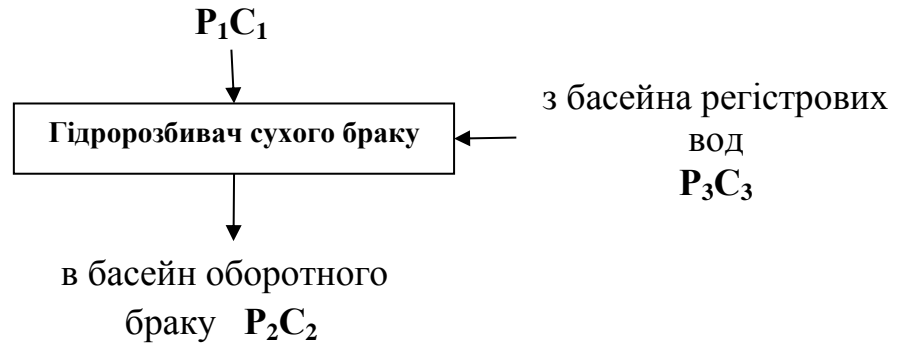 P₁C₁
Гідророзбивач сухого браку
з басейна регістрових
вод
P₃C₃
в басейн оборотного
браку P₂C₂